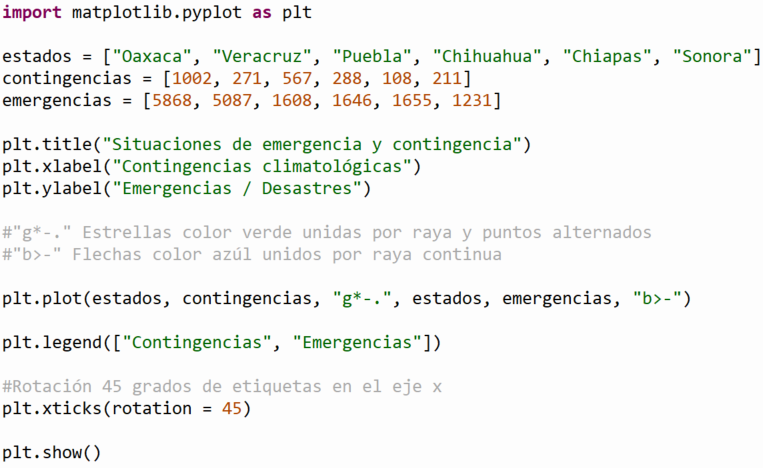 import matplotlib.pyplot as plt
estados = ["Oaxaca", "Veracruz", "Puebla", "Chihuahua", "Chiapas", "Sonora"]
contingencias = [1002, 271, 567, 288, 108, 211]
emergencias = [5868, 5087, 1608, 1646, 1655, 1231]
plt.title("Situaciones de emergencia y contingencia")
plt.xlabel("Contingencias climatológicas")
plt.ylabel("Emergencias / Desastres")
#"g*-." Estrellas color verde unidas por raya y puntos alternados
#"b>-" Flechas color azúl unidos por raya continua
plt.plot(estados, contingencias, "g*-.", estados, emergencias, "b>-")
plt.legend(["Contingencias", "Emergencias"])
#Rotación 45 grados de etiquetas en el eje x
plt.xticks(rotation = 45)
plt.show()